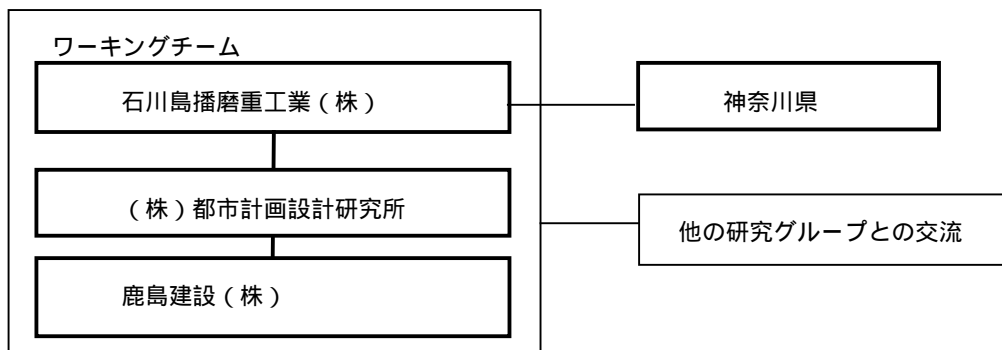 ワーキングチーム
石川島播磨重工業(株)
神奈川県
(株)都市計画設計研究所
他の研究グループとの交流
鹿島建設(株)